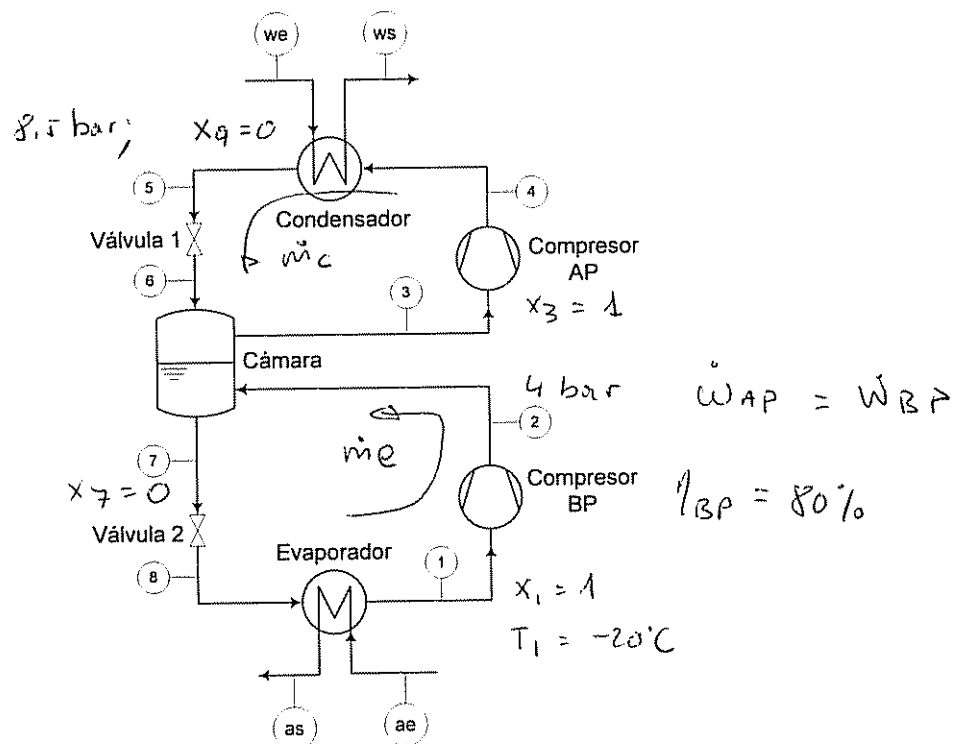 we
ws
8,5 bar;
x9 = 0
5
4
Condensador
Válvula 1
ṁc
Compresor
AP
6
3
x3 = 1
Cámara
4 bar
ẆAP = ẆBP
2
ṁe
7
x7 = 0
Compresor
BP
ηBP = 80%
Válvula 2
Evaporador
1
8
x1 = 1
T1 = -20°C
as
ae